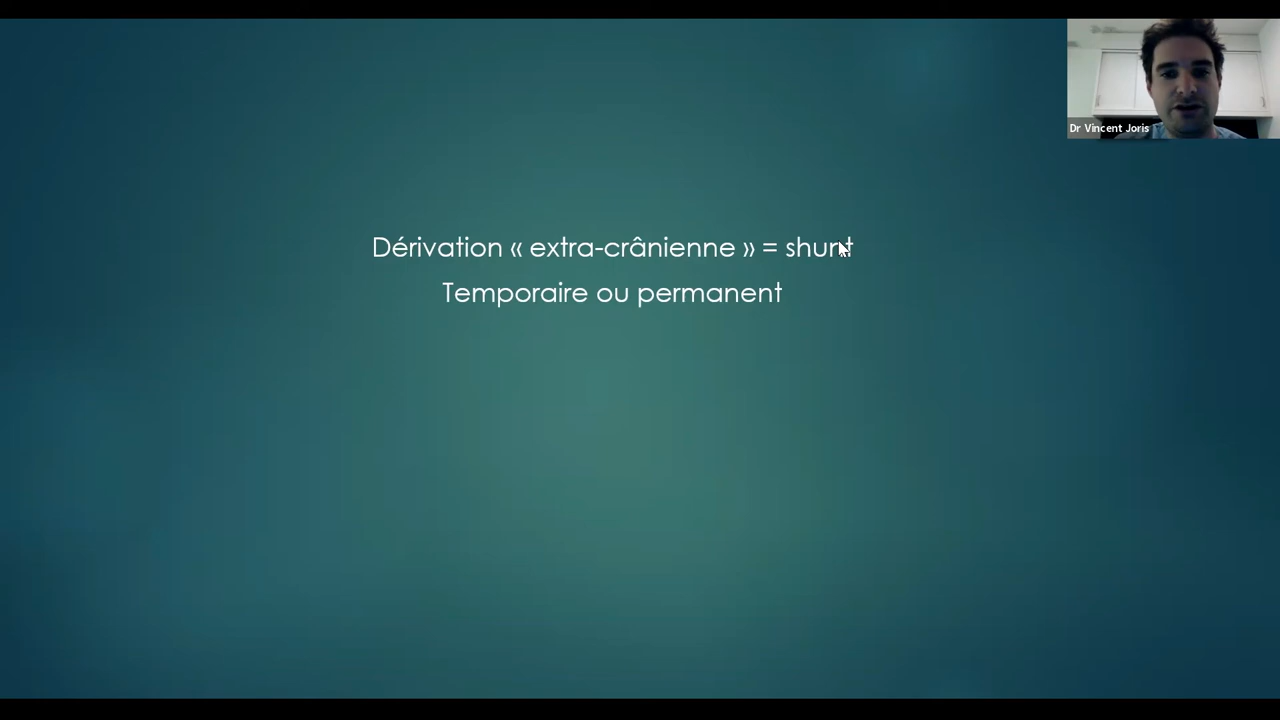 Dr Vincent Joris
Dérivation « extra-crânienne » = shunt
Temporaire ou permanent